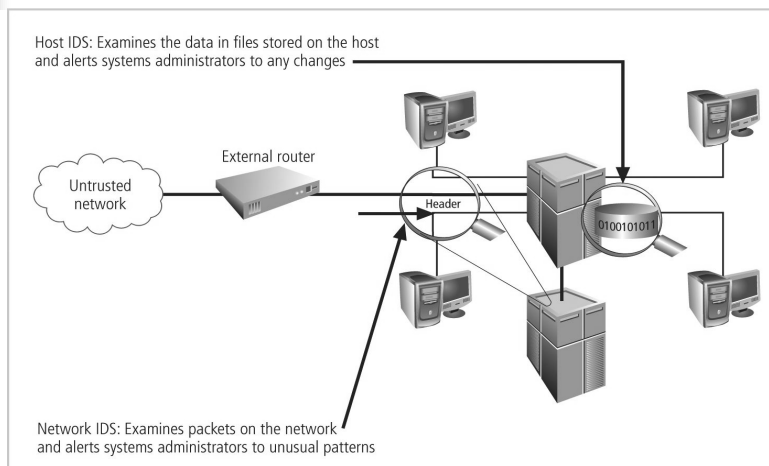 Host IDS: Examines the data in files stored on the host
and alerts systems administrators to any changes
External router
Untrusted
network
Header
0100101011
Network IDS: Examines packets on the network
and alerts systems administrators to unusual patterns